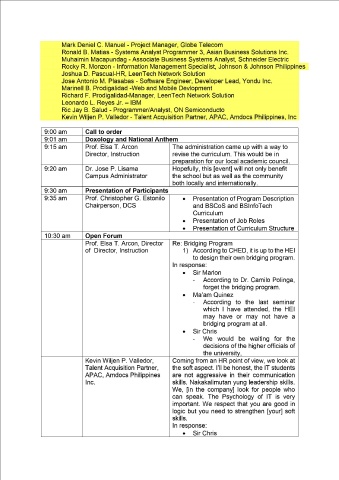 Mark Deniel C. Manuel - Project Manager, Globe Telecom
Ronald B. Matias - Systems Analyst Programmer 3, Asian Business Solutions Inc.
Muhaimin Macapundag - Associate Business Systems Analyst, Schneider Electric
Rocky R. Monzon - Information Management Specialist, Johnson & Johnson Philippines
Joshua D. Pascual-HR, LeenTech Network Solution
Jose Antonio M. Plasabas - Software Engineer, Developer Lead, Yondu Inc.
Marinell B. Prodigalidad -Web and Mobile Devlopment
Richard F. Prodigalidad-Manager, LeenTech Network Solution
Leonardo L. Reyes Jr. – IBM
Ric Jay B. Salud - Programmer/Analyst, ON Semiconducto
Kevin Wiljen P. Valledor - Talent Acquisition Partner, APAC, Amdocs Philippines, Inc
9:00 am Call to order
9:01 am Doxology and National Anthem
9:15 am Prof. Elsa T. Arcon The administration came up with a way to
Director, Instruction revise the curriculum. This would be in
preparation for our local academic council.
9:20 am Dr. Jose P. Lisama Hopefully, this [event] will not only benefit
Campus Administrator the school but as well as the community
both locally and internationally.
9:30 am Presentation of Participants
9:35 am Prof. Christopher G. Estonilo • Presentation of Program Description
Chairperson, DCS and BSCoS and BSInfoTech
Curriculum
• Presentation of Job Roles
• Presentation of Curriculum Structure
10:30 am Open Forum
Prof. Elsa T. Arcon, Director Re: Bridging Program
of Director, Instruction 1) According to CHED, it is up to the HEI
to design their own bridging program.
In response:
• Sir Marlon
- According to Dr. Camilo Polinga,
forget the bridging program.
• Ma'am Quinez
- According to the last seminar
which I have attended, the HEI
may have or may not have a
bridging program at all.
• Sir Chris
- We would be waiting for the
decisions of the higher officials of
the university.
Kevin Wiljen P. Valledor, Coming from an HR point of view, we look at
Talent Acquisition Partner, the soft aspect. I'll be honest, the IT students
APAC, Amdocs Philippines are not aggressive in their communication
Inc. skills. Nakakalimutan yung leadership skills.
We, [in the company] look for people who
can speak. The Psychology of IT is very
important. We respect that you are good in
logic but you need to strengthen [your] soft
skills.
In response:
• Sir Chris